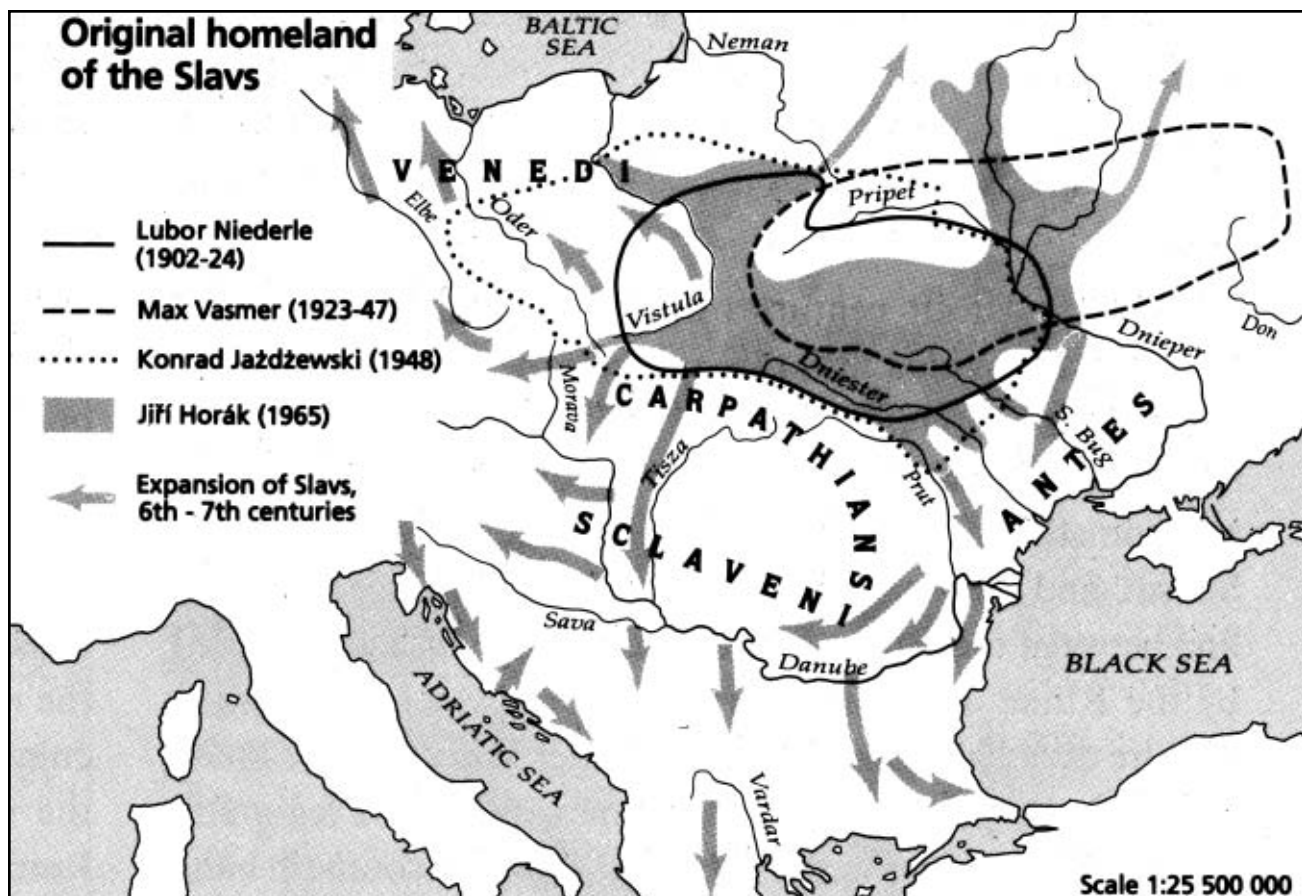 Original homeland
of the Slavs
BALTIC
SEA
Neman
VENEDI
Elbe
Oder
Pripet
Lubor Niederle
(1902-24)
Max Vasmer (1923-47)
Konrad Jażdżewski (1948)
Jiří Horák (1965)
Expansion of Slavs,
6th - 7th centuries
Vistula
Don
Dnieper
Dniester
Morava
CARPATHIANS
S. Bug
Tisza
Prut
ANTES
SCLAVENI
Sava
Danube
BLACK SEA
ADRIATIC SEA
Vardar
Scale 1:25 500 000